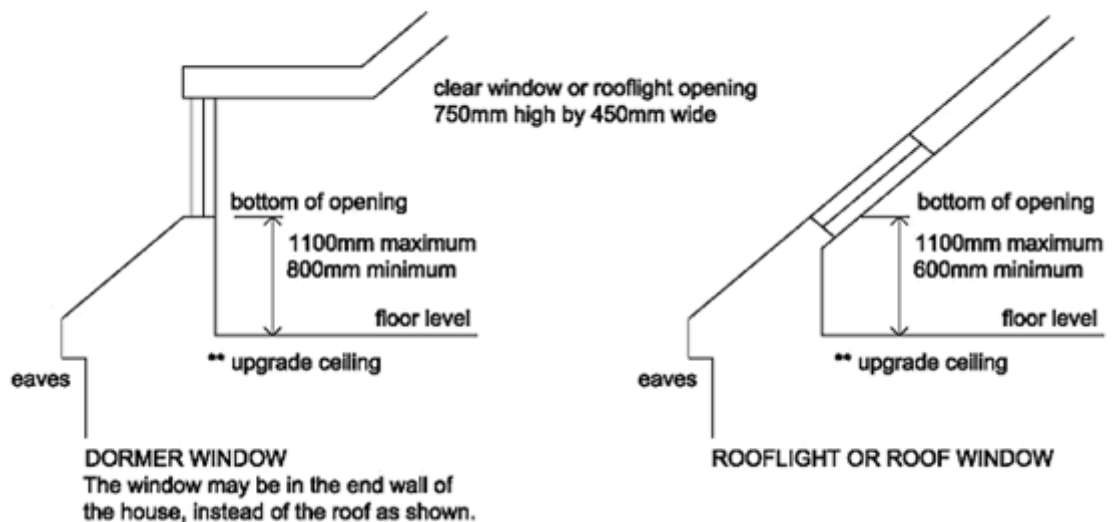 clear window or rooflight opening
750mm high by 450mm wide
bottom of opening
1100mm maximum
800mm minimum
floor level
** upgrade ceiling
eaves
DORMER WINDOW
The window may be in the end wall of
the house, instead of the roof as shown.
bottom of opening
1100mm maximum
600mm minimum
floor level
** upgrade ceiling
eaves
ROOFLIGHT OR ROOF WINDOW